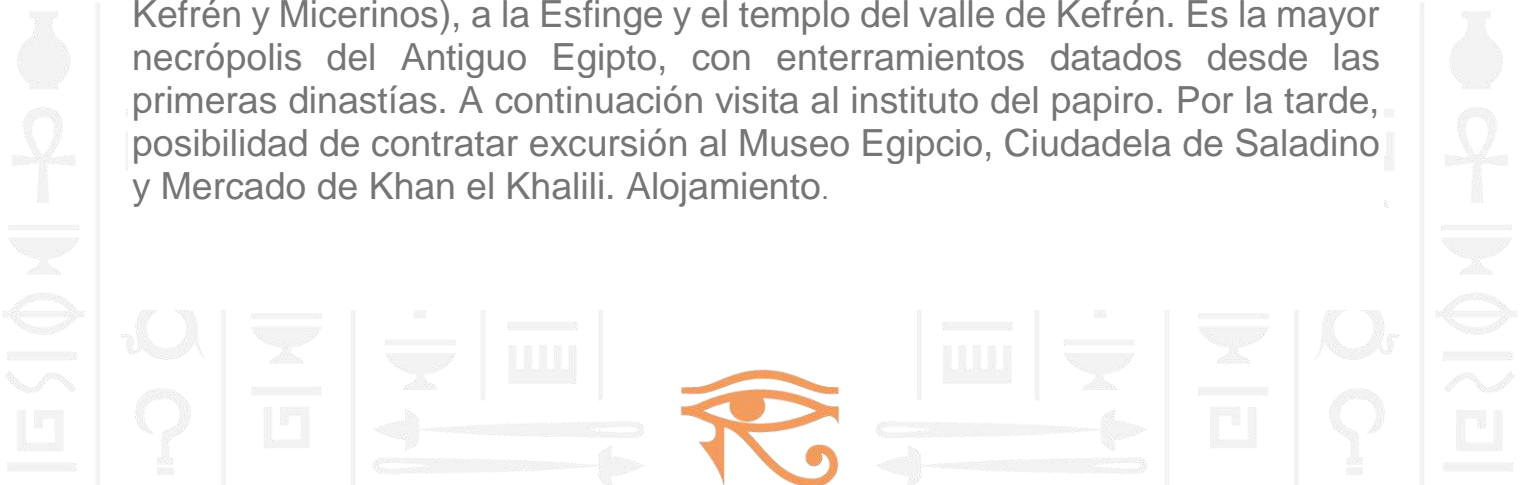 Kefrén y Micerinos), a la Esfinge y el templo del valle de Kefrén. Es la mayor
necrópolis del Antiguo Egipto, con enterramientos datados desde las
primeras dinastías. A continuación visita al instituto del papiro. Por la tarde,
posibilidad de contratar excursión al Museo Egipcio, Ciudadela de Saladino
y Mercado de Khan el Khalili. Alojamiento.